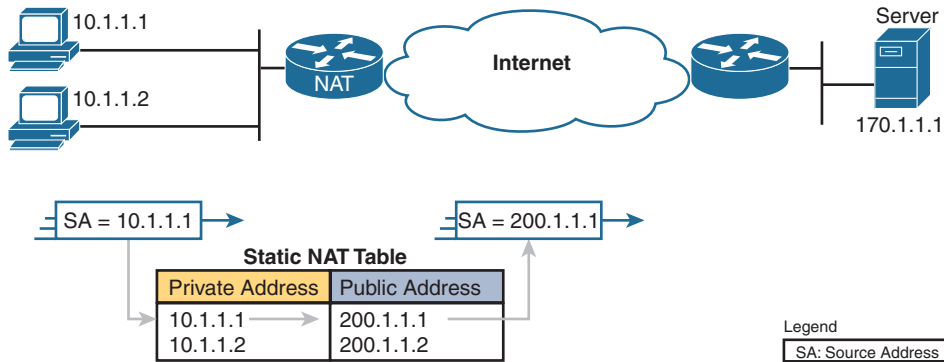 10.1.1.1
Server
Internet
NAT
10.1.1.2
170.1.1.1
SA = 10.1.1.1
SA = 200.1.1.1
Static NAT Table
Private Address Public Address
10.1.1.1 200.1.1.1
10.1.1.2 200.1.1.2
Legend
SA: Source Address